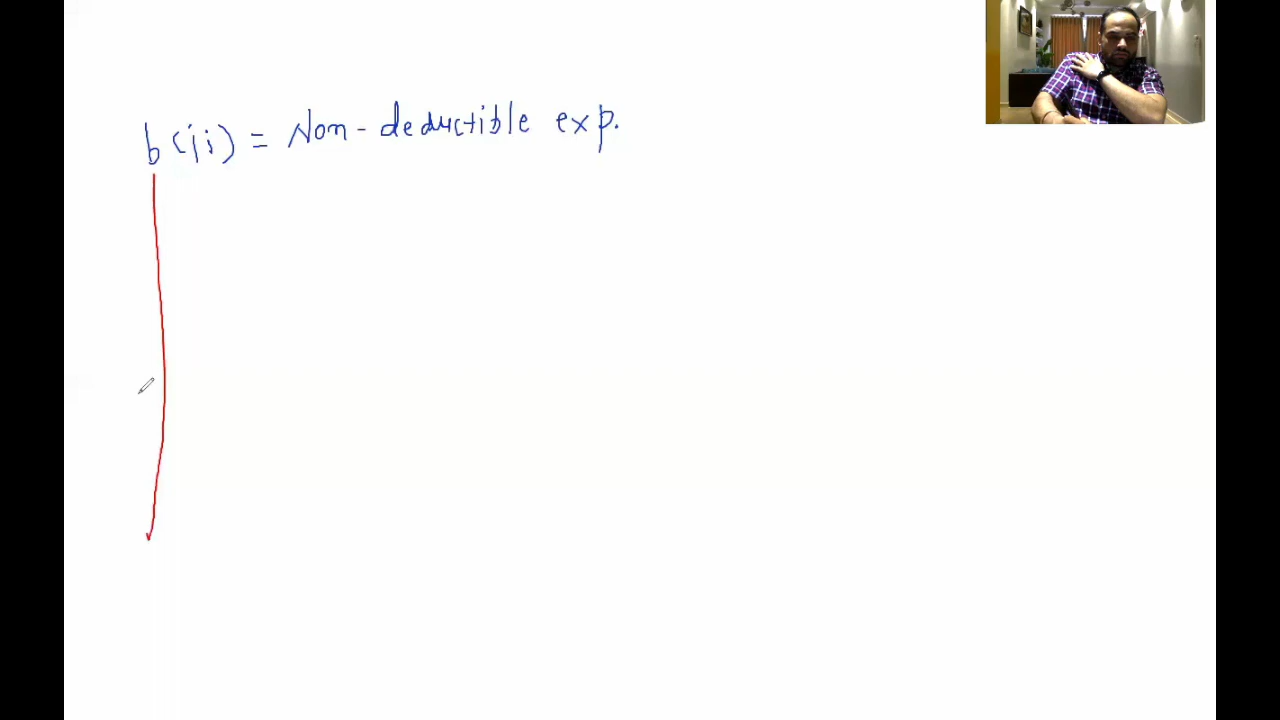 b(ii) = Non-deductible exp.